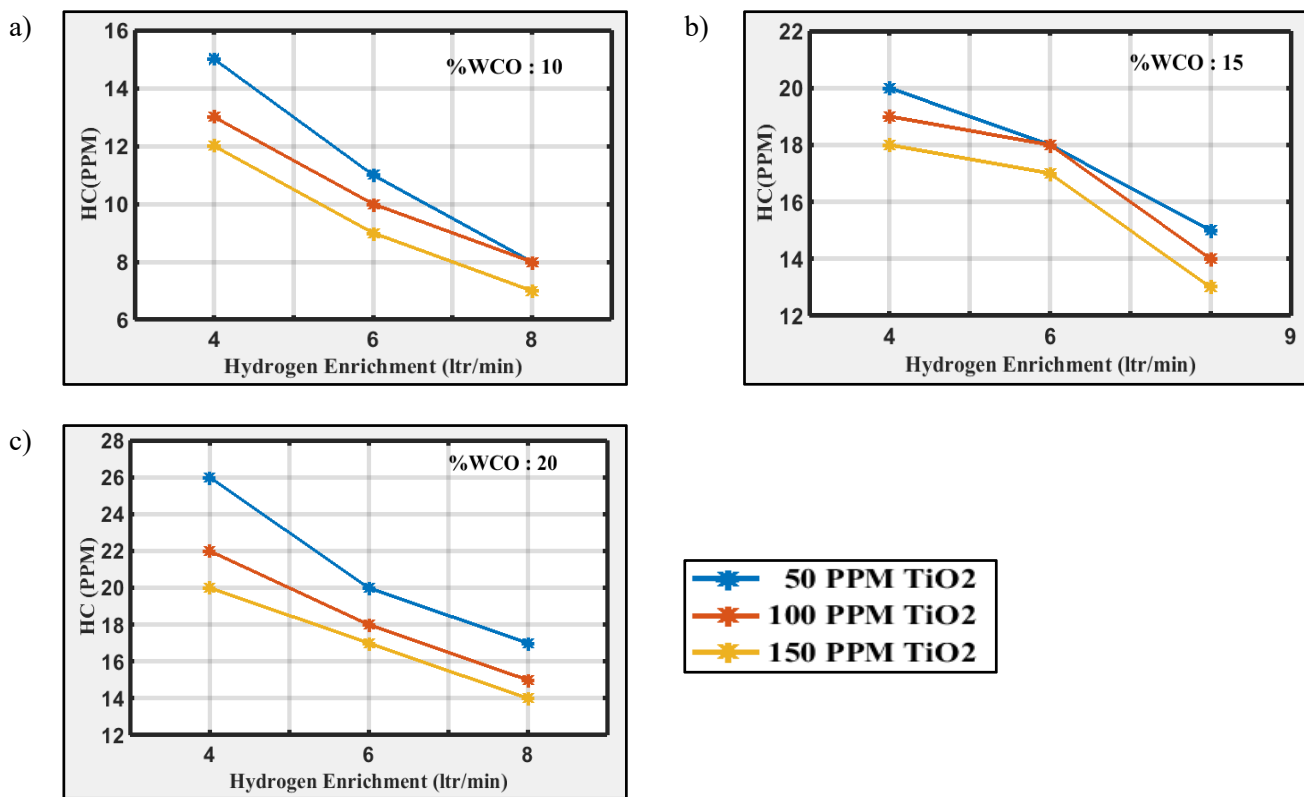 a)
16
14
12
10
8
6
HC(PPM)
%WCO : 10
4 6 8
Hydrogen Enrichment (ltr/min)
b)
22
20
18
16
14
12
HC(PPM)
%WCO : 15
4 6 9
Hydrogen Enrichment (ltr/min)
c)
28
26
24
22
20
18
16
14
12
HC (PPM)
%WCO : 20
4 6 8
Hydrogen Enrichment (ltr/min)
50 PPM TiO2
100 PPM TiO2
150 PPM TiO2